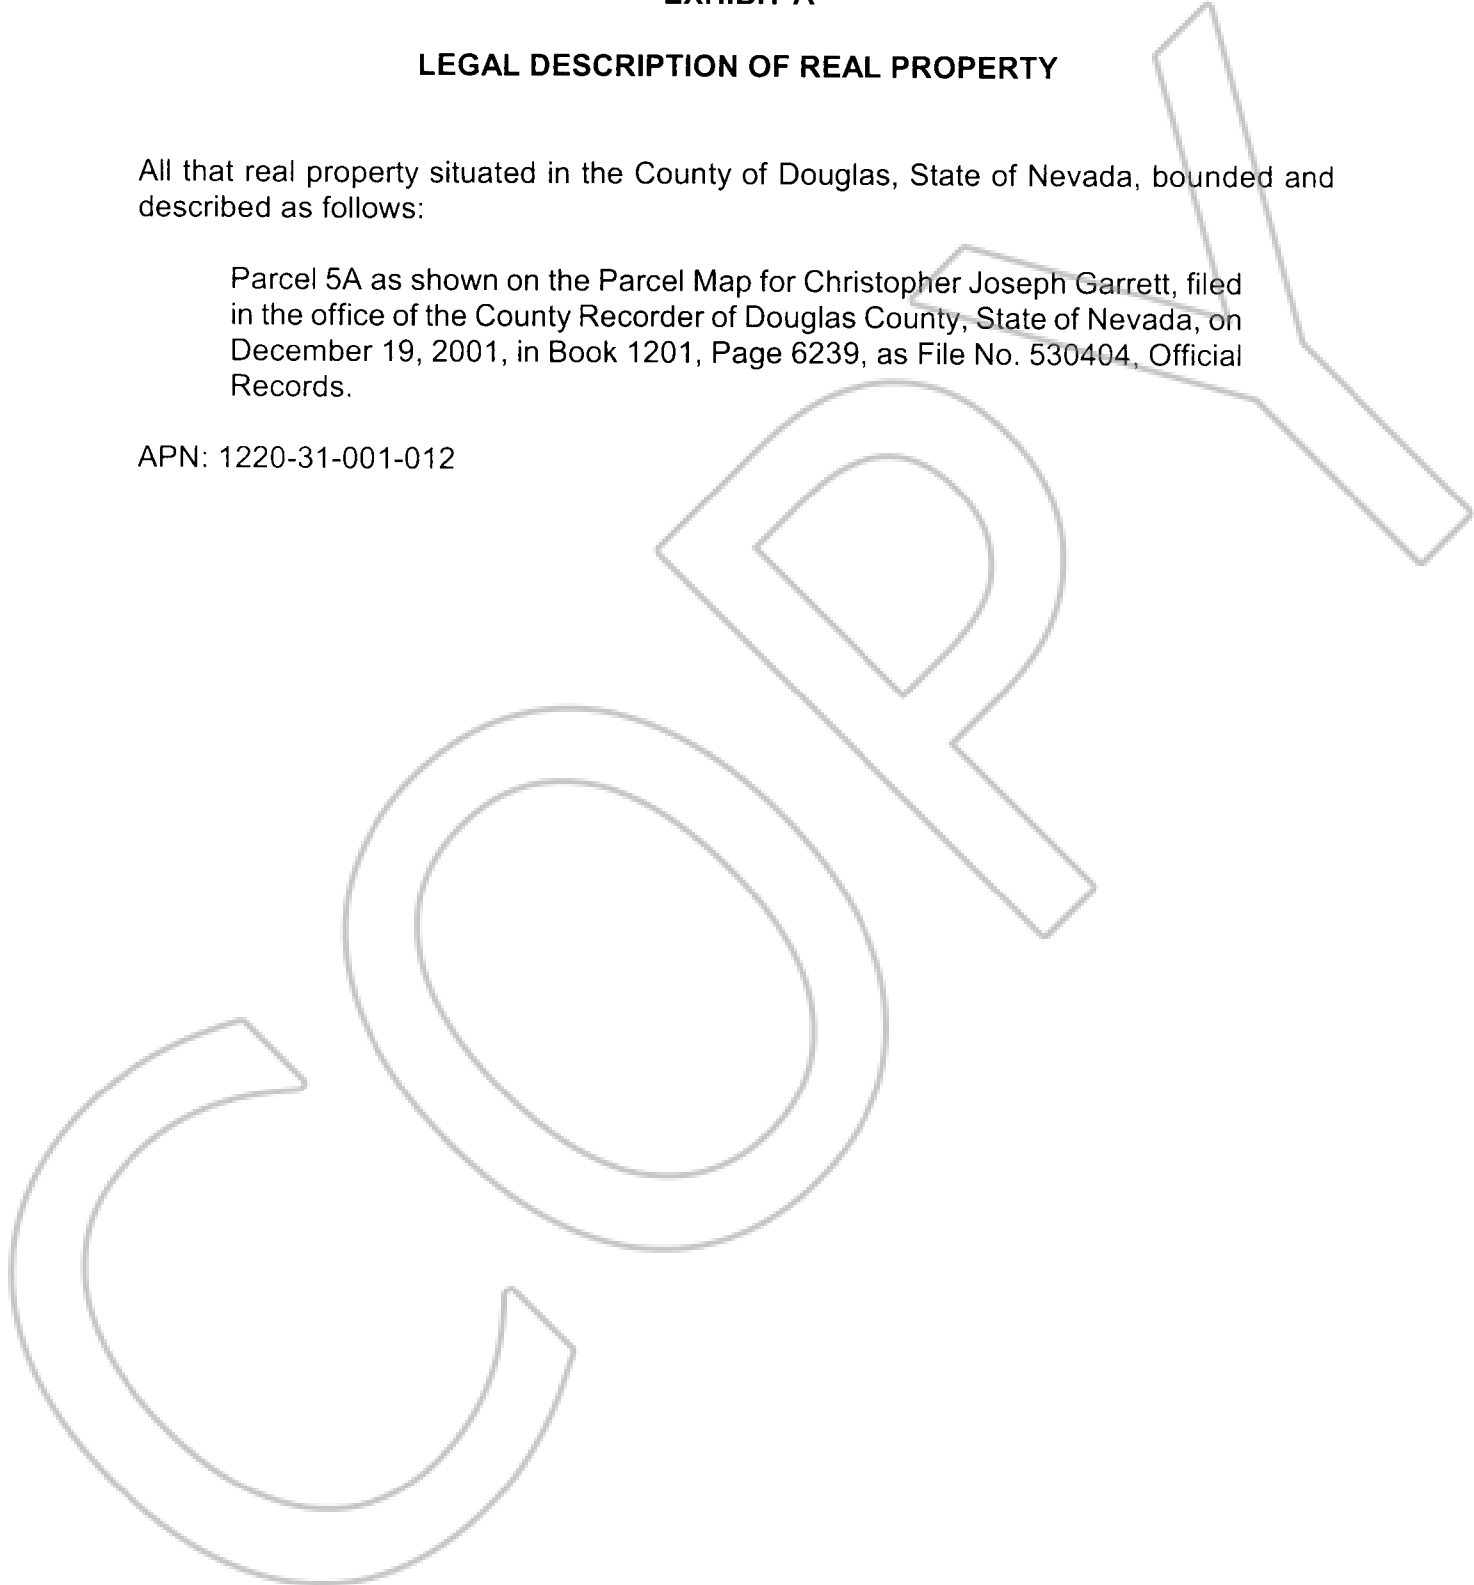 EXHIBIT A
LEGAL DESCRIPTION OF REAL PROPERTY
All that real property situated in the County of Douglas, State of Nevada, bounded and
described as follows:
Parcel 5A as shown on the Parcel Map for Christopher Joseph Garrett, filed
in the office of the County Recorder of Douglas County, State of Nevada, on
December 19, 2001, in Book 1201, Page 6239, as File No. 530404, Official
Records.
APN: 1220-31-001-012
COPY